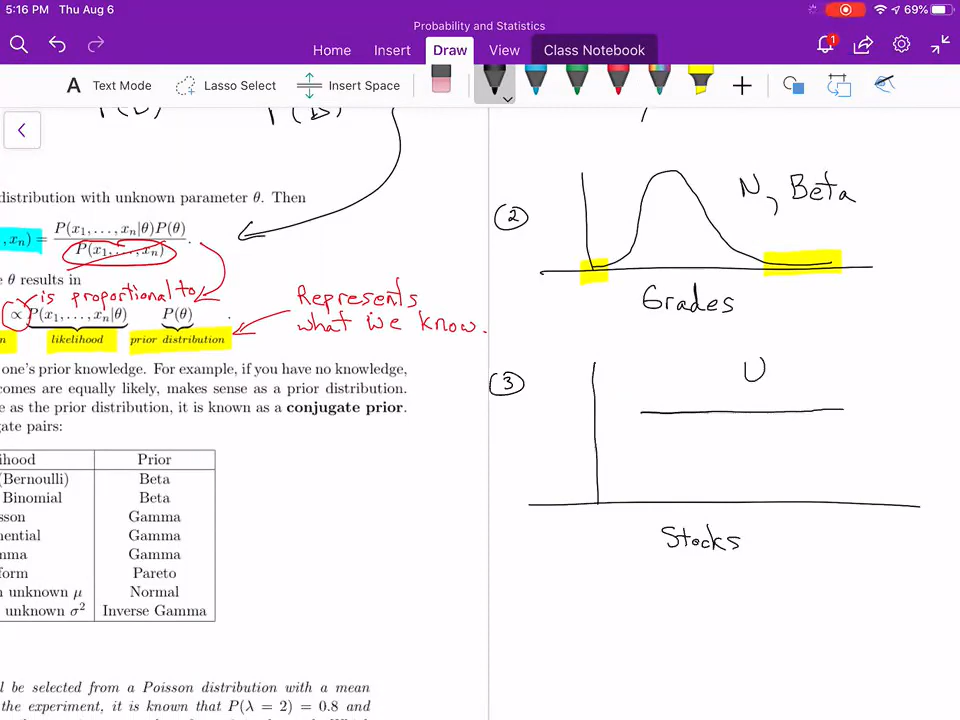 5:16 PM Thu Aug 6
69%
Probability and Statistics
Home Insert Draw View Class Notebook
1
A Text Mode Lasso Select Insert Space
distribution with unknown parameter θ. Then
, xₙ) = P(x₁, . . . , xₙ|θ)P(θ)
P(x₁, . . . , xₙ) .
e θ results in
is proportional to
∝ P(x₁, . . . , xₙ|θ) P(θ) .
n likelihood prior distribution
Represents
what we know.
one's prior knowledge. For example, if you have no knowledge,
comes are equally likely, makes sense as a prior distribution.
e as the prior distribution, it is known as a conjugate prior.
gate pairs:
ihood Prior
(Bernoulli) Beta
Binomial Beta
sson Gamma
nential Gamma
mma Gamma
form Pareto
n unknown μ Normal
unknown σ² Inverse Gamma
l be selected from a Poisson distribution with a mean
the experiment, it is known that P(λ = 2) = 0.8 and
2
N, Beta
Grades
3
U
Stocks